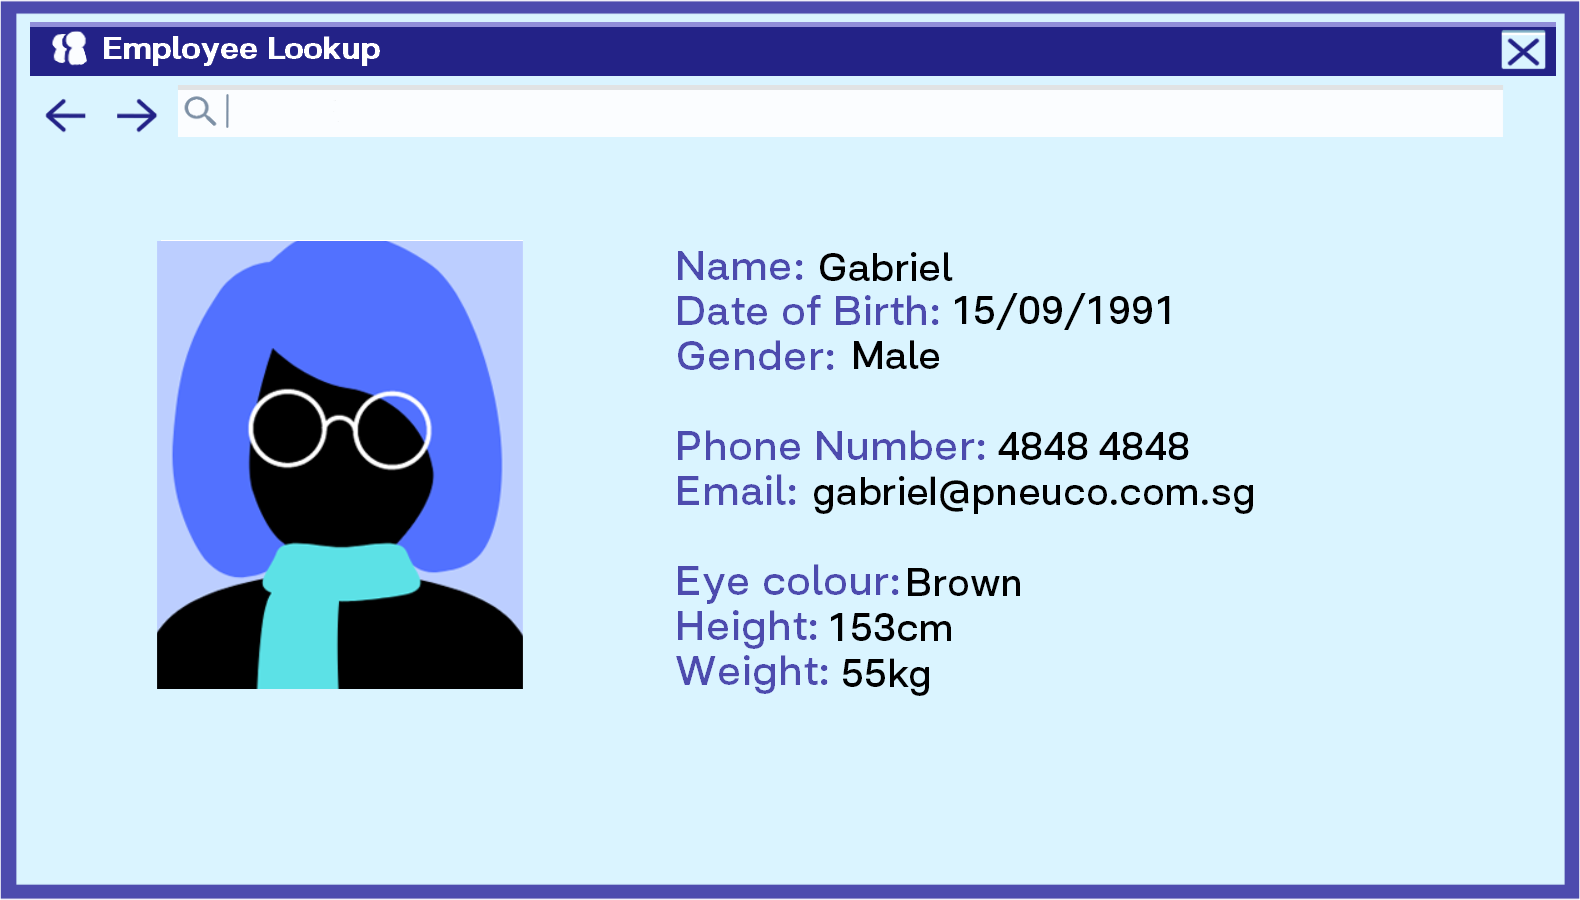 Employee Lookup
Name: Gabriel
Date of Birth: 15/09/1991
Gender: Male
Phone Number: 4848 4848
Email: gabriel@pneuco.com.sg
Eye colour: Brown
Height: 153cm
Weight: 55kg